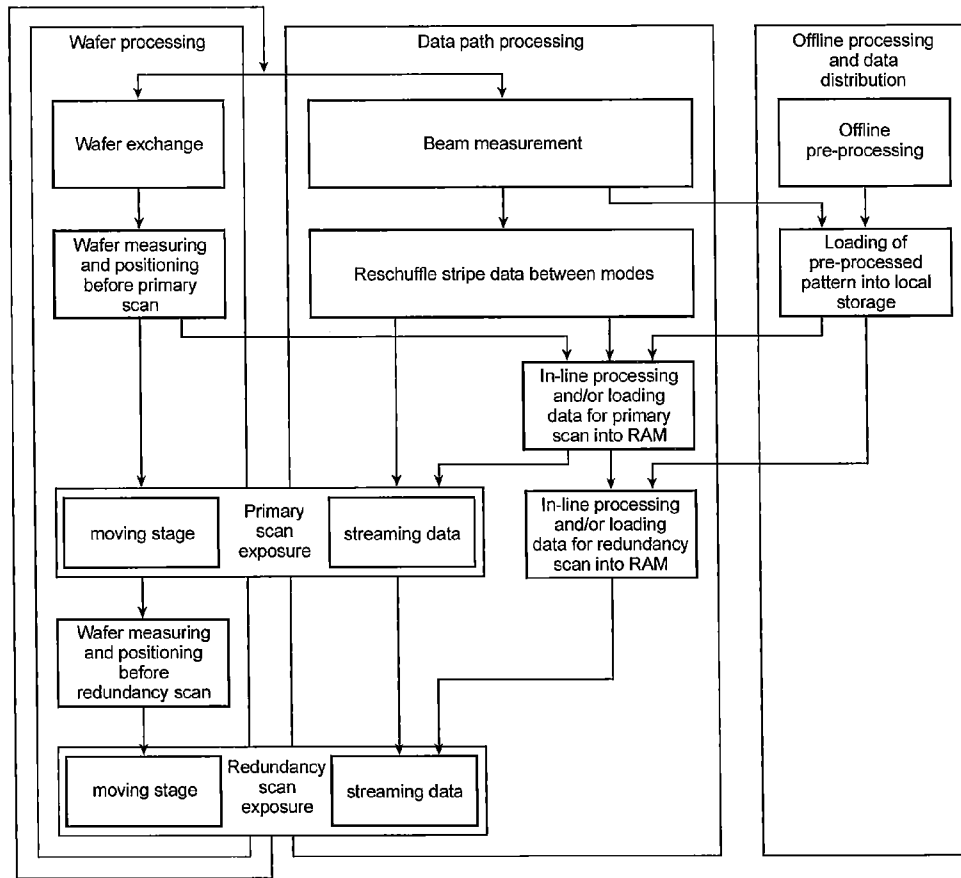 Wafer processing
Data path processing
Offline processing
and data
distribution
Wafer exchange
Beam measurement
Offline
pre-processing
Wafer measuring
and positioning
before primary
scan
Reschuffle stripe data between modes
Loading of
pre-processed
pattern into local
storage
In-line processing
and/or loading
data for primary
scan into RAM
moving stage
Primary
scan
exposure
streaming data
In-line processing
and/or loading
data for redundancy
scan into RAM
Wafer measuring
and positioning
before
redundancy scan
moving stage
Redundancy
scan
exposure
streaming data